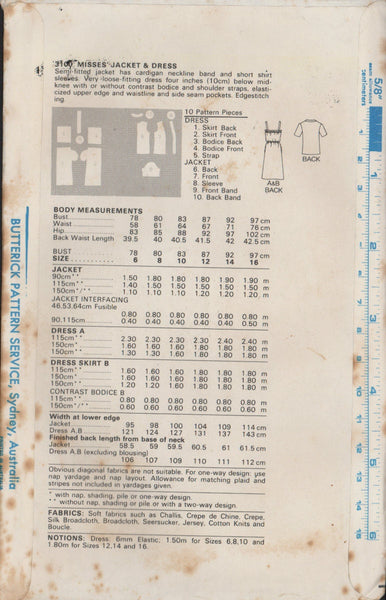 3107 MISSES' JACKET & DRESS
Semi-fitted jacket has cardigan neckline band and short shirt
sleeves. Very loose-fitting dress four inches (10cm) below mid-
knee with or without contrast bodice and shoulder straps, elasti-
cized upper edge and waistline and side seam pockets. Edgestitch-
ing.
10 Pattern Pieces
DRESS
1. Skirt Back
2. Skirt Front
3. Bodice Back
4. Bodice Front
5. Strap
JACKET
6. Back
7. Front
8. Sleeve
9. Front Band
10. Back Band
A&B
BACK
BACK
BODY MEASUREMENTS
Bust 78 80 83 87 92 97 cm
Waist 58 61 64 67 71 76 cm
Hip 83 85 88 92 97 102 cm
Back Waist Length 39.5 40 40.5 41.5 42 42.5 cm
BUST 78 80 83 87 92 97 cm
SIZE 6 8 10 12 14 16
JACKET
90cm** 1.50 1.80 1.80 1.80 1.90 1.90 m
115cm** 1.40 1.50 1.50 1.60 1.60 1.60 m
150cm*/** 1.10 1.10 1.20 1.20 1.20 m
JACKET INTERFACING
46,53,64cm Fusible
0.80 0.80 0.80 0.80 0.80 0.80 m
90,115cm 0.40 0.40 0.40 0.50 0.50 0.50 m
DRESS A
115cm** 2.30 2.30 2.30 2.30 2.40 2.40 m
115cm* 1.60 1.60 1.80 1.80 1.80 1.80 m
150cm** 1.30 1.30 1.60 1.80 1.80 1.80 m
DRESS SKIRT B
115cm** 1.60 1.60 1.80 1.80 1.80 1.80 m
115cm* 1.60 1.60 1.60 1.80 1.80 1.80 m
150cm** 1.20 1.20 1.60 1.80 1.80 1.80 m
CONTRAST BODICE B
115cm** 0.80 0.80 0.80 0.80 0.80 0.80 m
150cm*/** 0.60 0.60 0.60 0.60 0.60 0.60 m
Width at lower edge
Jacket 95 98 100 104 109 114 cm
Dress A,B 121 124 127 131 137 143 cm
Finished back length from base of neck
Jacket 58.5 59 59.5 60.5 61 61.5 cm
Dress A,B (excluding blousing)
106 107 109 110 111 112 cm
Obvious diagonal fabrics are not suitable. For one-way design: use
nap yardage and nap layout. Allowance for matching plaid and
stripes not included in yardages given.
* with nap, shading, pile or one-way design.
** without nap, shading or pile or with a two-way design.
FABRICS: Soft fabrics such as Challis, Crepe de Chine, Crepe,
Silk Broadcloth, Broadcloth, Seersucker, Jersey, Cotton Knits and
Boucle.
NOTIONS: Dress: 6mm Elastic: 1.50m for Sizes 6,8,10 and
1.80m for Sizes 12,14 and 16.
BUTTERICK PATTERN SERVICE, Sydney, Australia
5/8"
centimetres
1
2
3
4
5
6